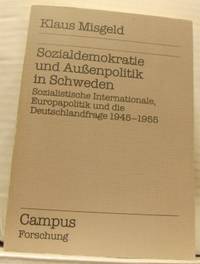 Klaus Misgeld
Sozialdemokratie
und Außenpolitik
in Schweden
Sozialistische Internationale,
Europapolitik und die
Deutschlandfrage 1945–1955
Campus
Forschung